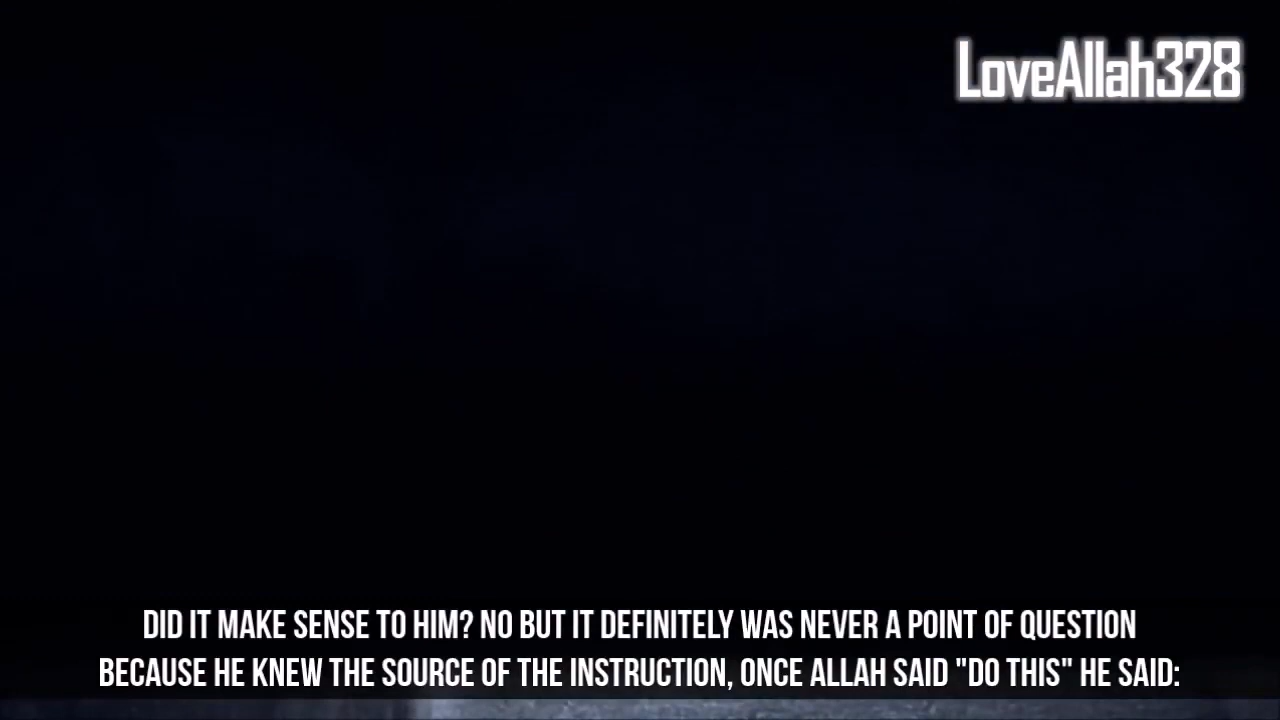 LoveAllah328
DID IT MAKE SENSE TO HIM? NO BUT IT DEFINITELY WAS NEVER A POINT OF QUESTION
BECAUSE HE KNEW THE SOURCE OF THE INSTRUCTION, ONCE ALLAH SAID "DO THIS" HE SAID: